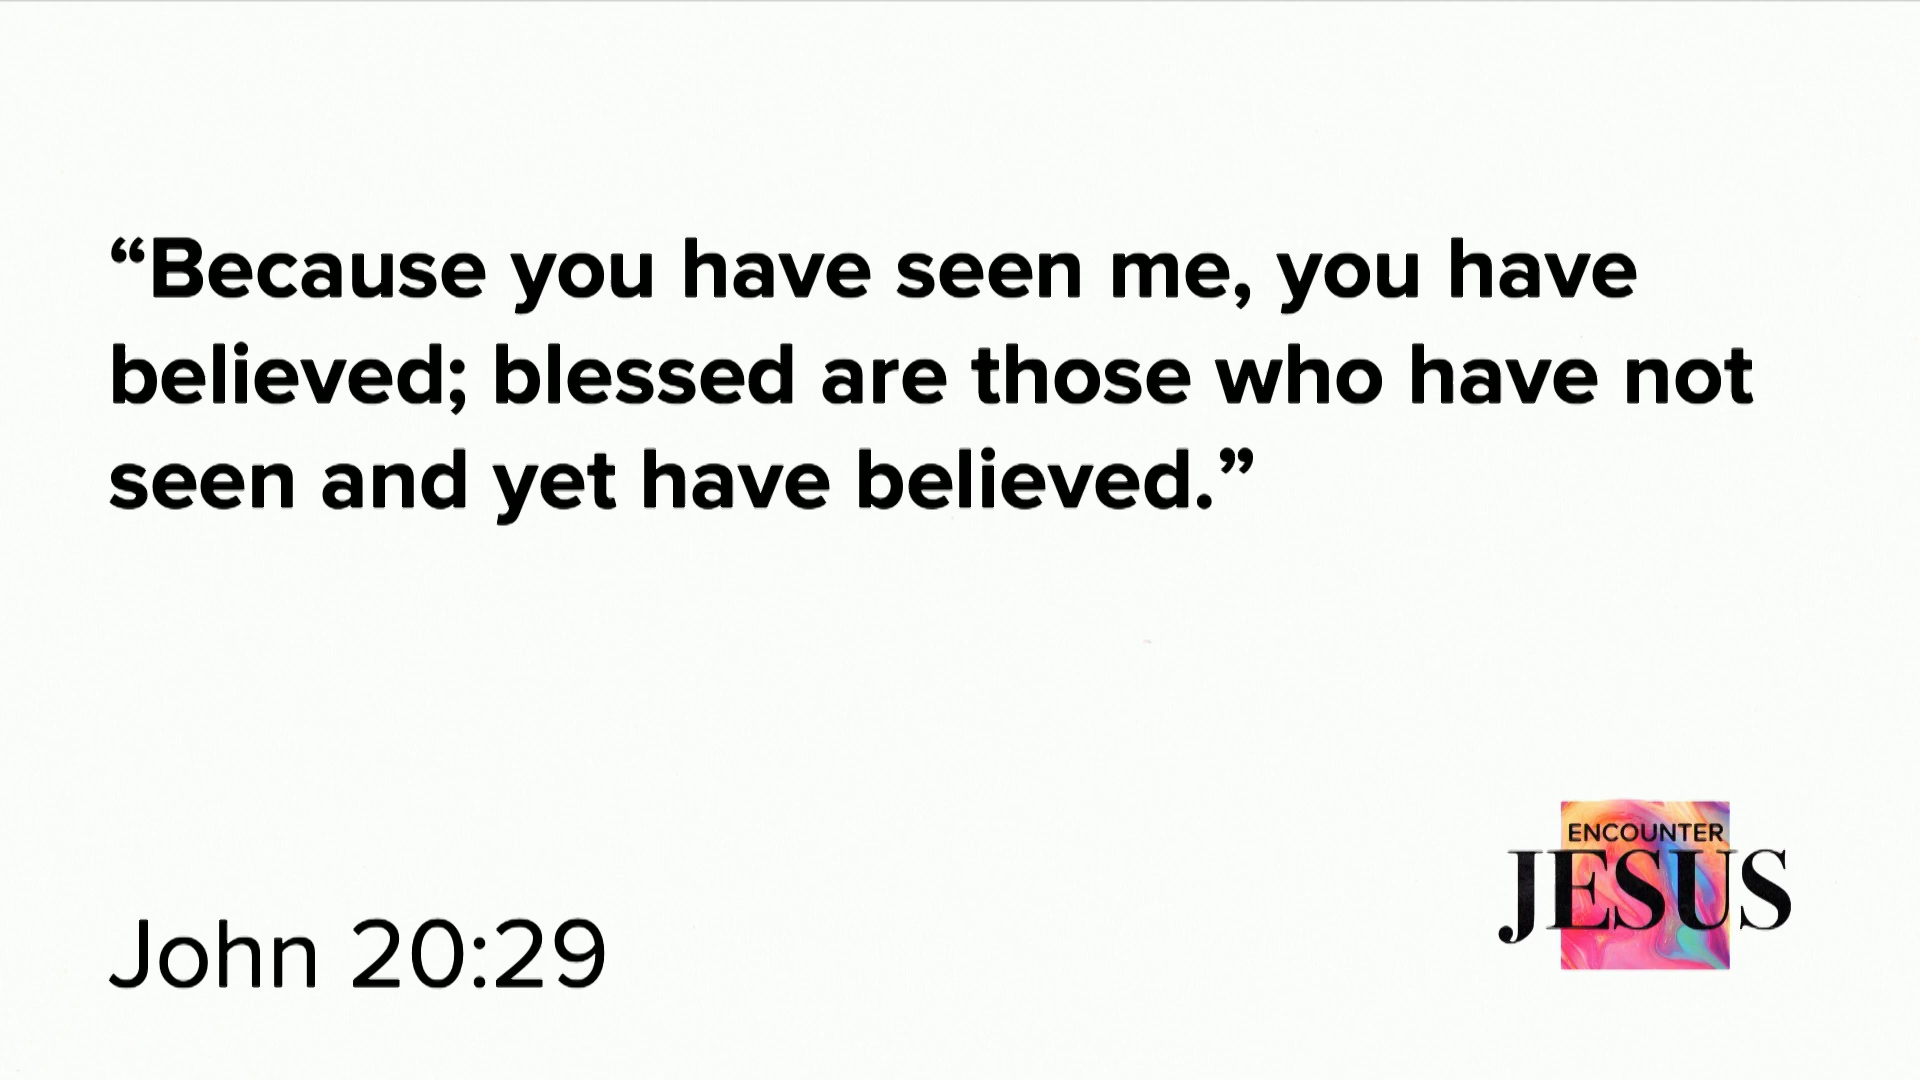 “Because you have seen me, you have
believed; blessed are those who have not
seen and yet have believed.”
John 20:29
ENCOUNTER
JESUS